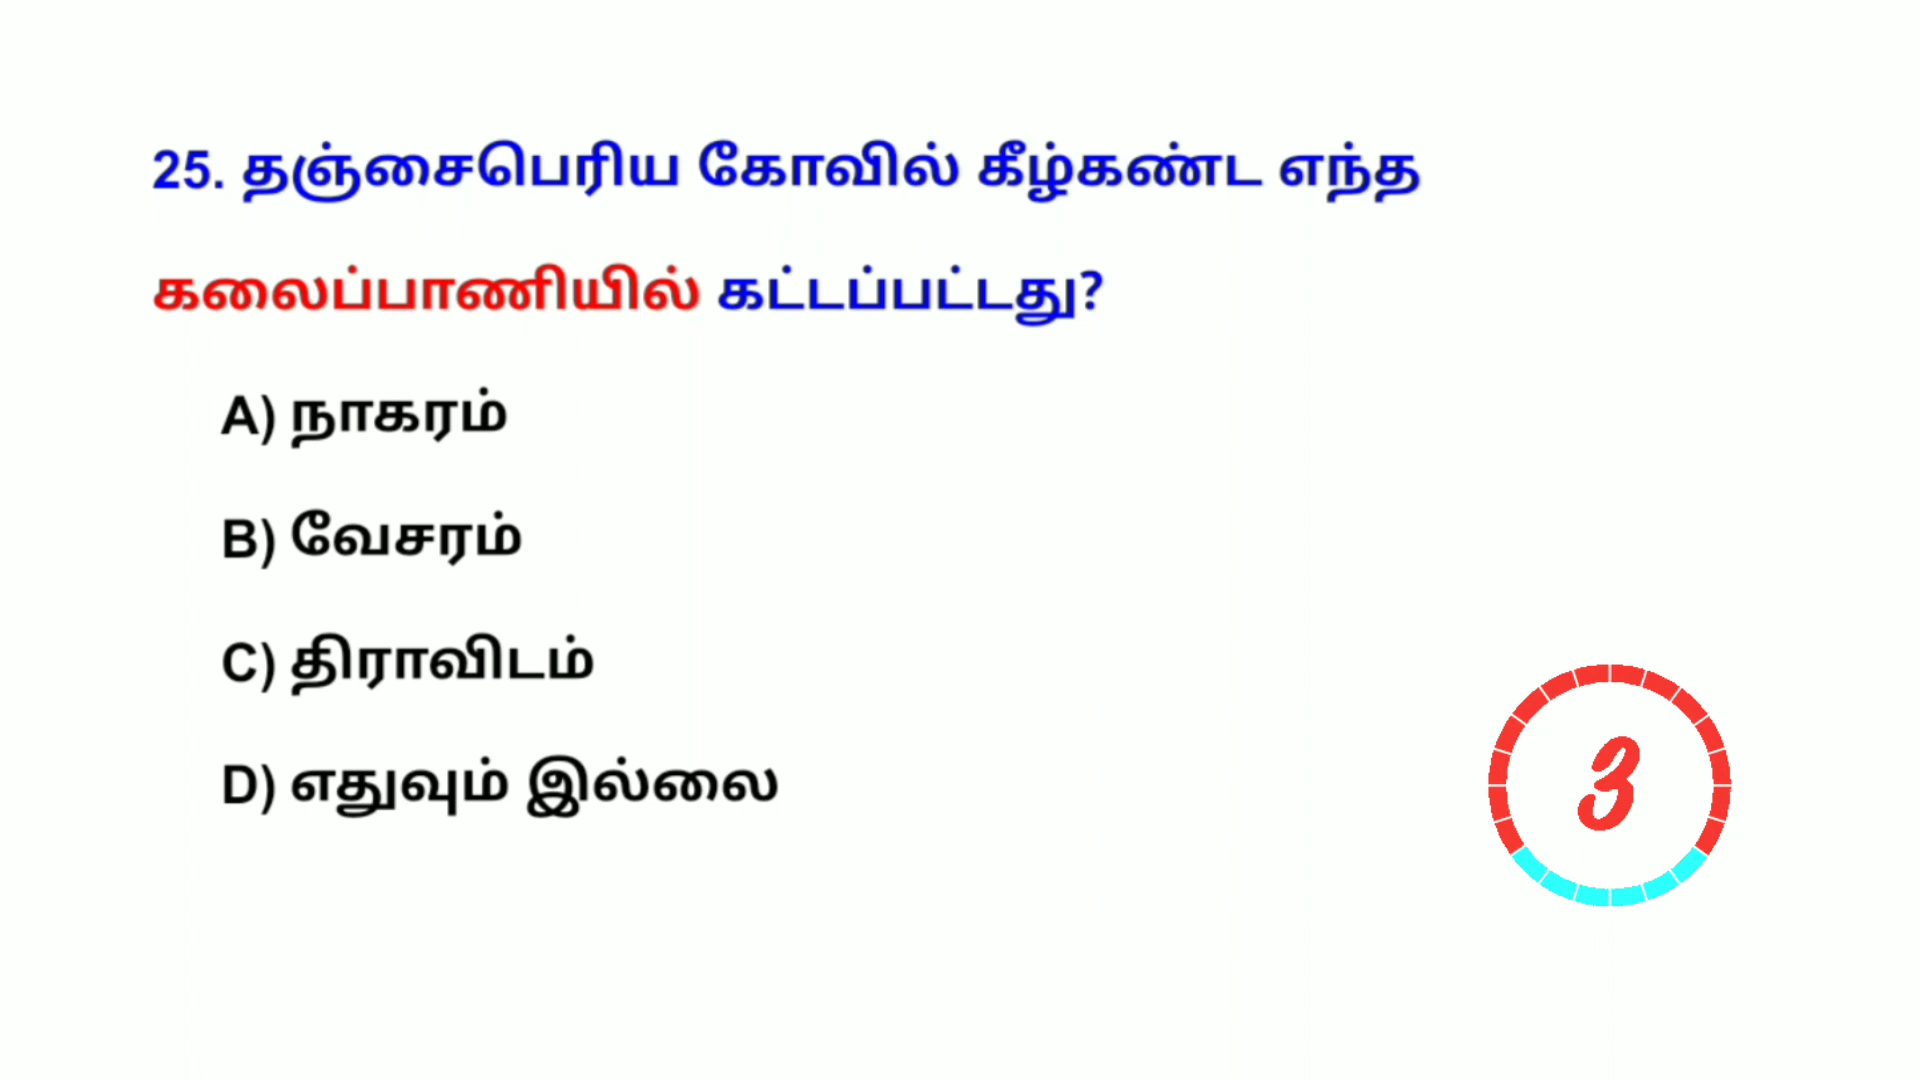 25. தஞ்சைபெரிய கோவில் கீழ்கண்ட எந்த
கலைப்பாணியில் கட்டப்பட்டது?
A) நாகரம்
B) வேசரம்
C) திராவிடம்
D) எதுவும் இல்லை
3